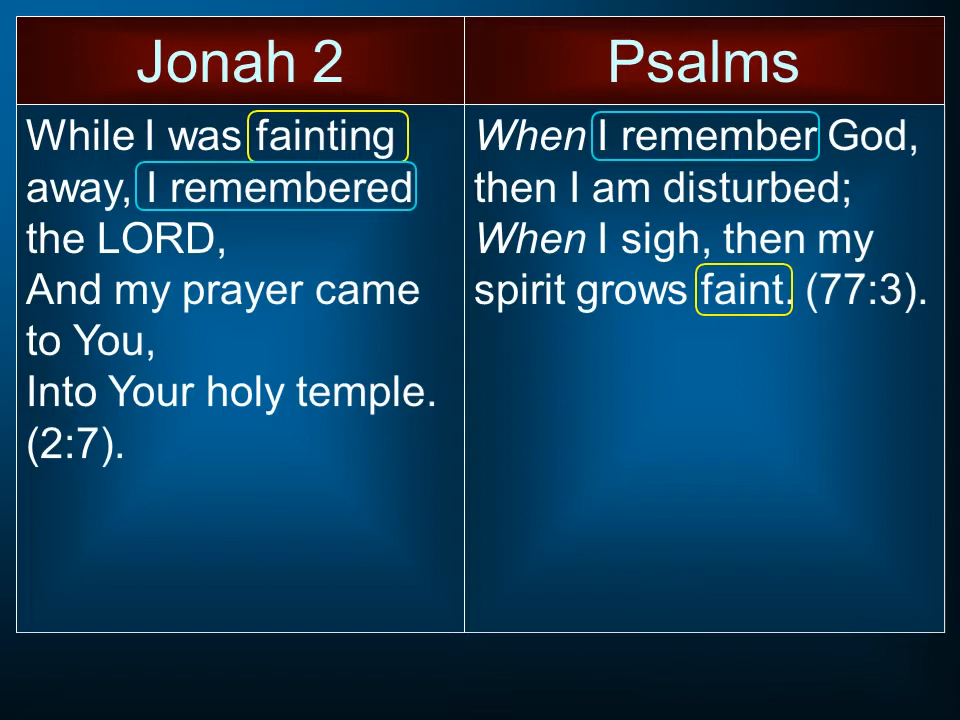 Jonah 2
Psalms
While I was fainting
away, I remembered
the LORD,
And my prayer came
to You,
Into Your holy temple.
(2:7).
When I remember God,
then I am disturbed;
When I sigh, then my
spirit grows faint. (77:3).